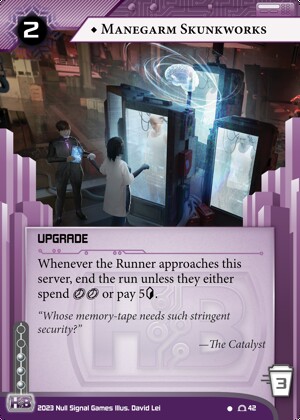 2
♦ Manegarm Skunkworks
UPGRADE
Whenever the Runner approaches this
server, end the run unless they either
spend or pay 5.
“Whose memory-tape needs such stringent
security?”
—The Catalyst
3
HB
2023 Null Signal Games Illus. David Lei
42